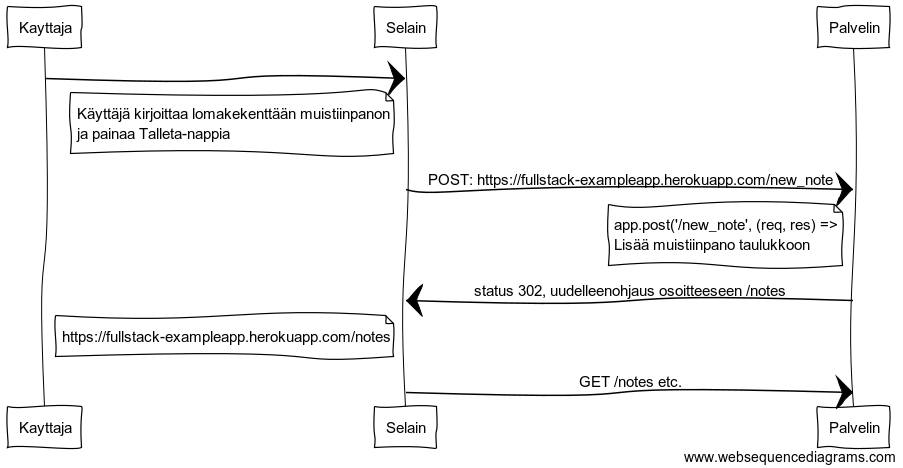 Kayttaja
Selain
Palvelin
Käyttäjä kirjoittaa lomakekenttään muistiinpanon
ja painaa Talleta-nappia
POST: https://fullstack-exampleapp.herokuapp.com/new_note
app.post('/new_note', (req, res) =>
Lisää muistiinpano taulukkoon
status 302, uudelleenohjaus osoitteeseen /notes
https://fullstack-exampleapp.herokuapp.com/notes
GET /notes etc.
Kayttaja
Selain
Palvelin
www.websequencediagrams.com